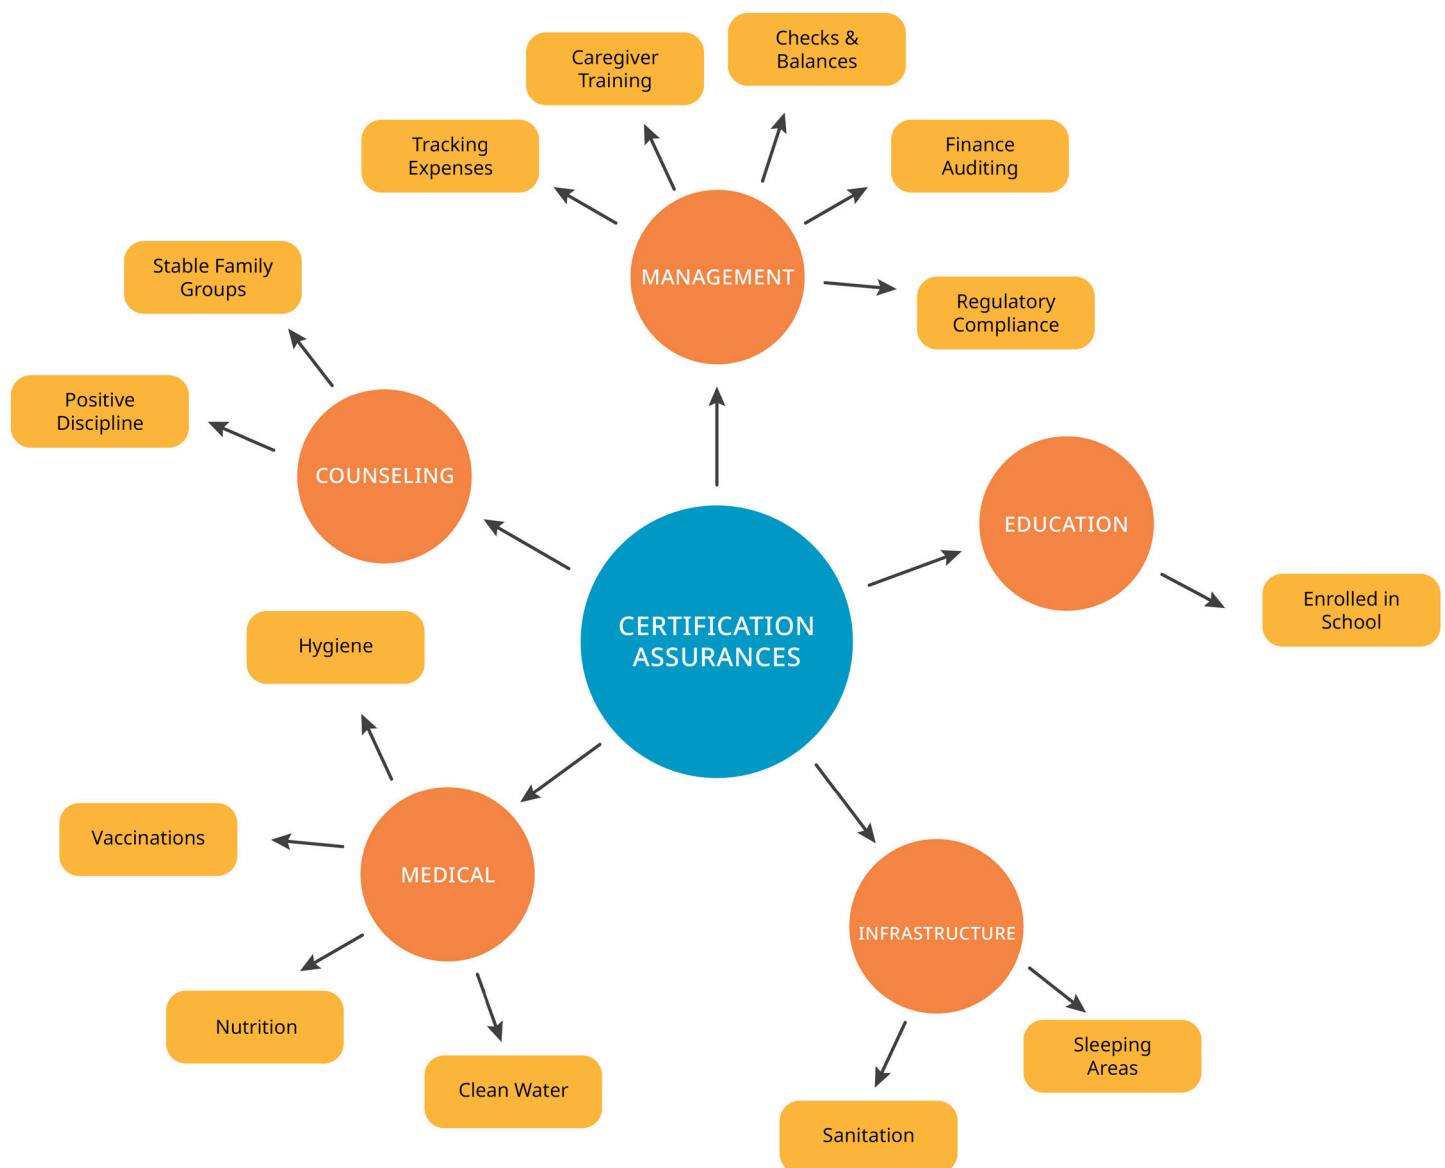 Checks &
Balances
Caregiver
Training
Tracking
Expenses
Finance
Auditing
MANAGEMENT
Regulatory
Compliance
Stable Family
Groups
Positive
Discipline
COUNSELING
EDUCATION
Enrolled in
School
CERTIFICATION
ASSURANCES
Hygiene
Vaccinations
MEDICAL
Nutrition
Clean Water
INFRASTRUCTURE
Sleeping
Areas
Sanitation